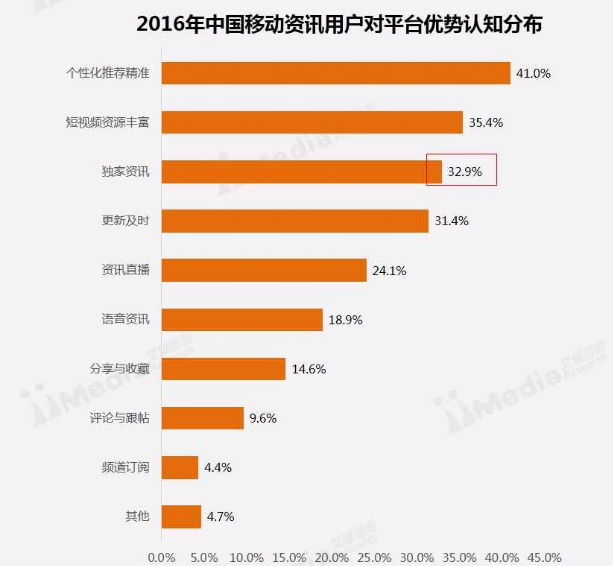 2016年中国移动资讯用户对平台优势认知分布
个性化推荐精准 41.0%
短视频资源丰富 35.4%
独家资讯 32.9%
更新及时 31.4%
资讯直播 24.1%
语音资讯 18.9%
分享与收藏 14.6%
评论与跟帖 9.6%
频道订阅 4.4%
其他 4.7%
0.0% 5.0% 10.0% 15.0% 20.0% 25.0% 30.0% 35.0% 40.0% 45.0%
iiMedia 艾媒咨询